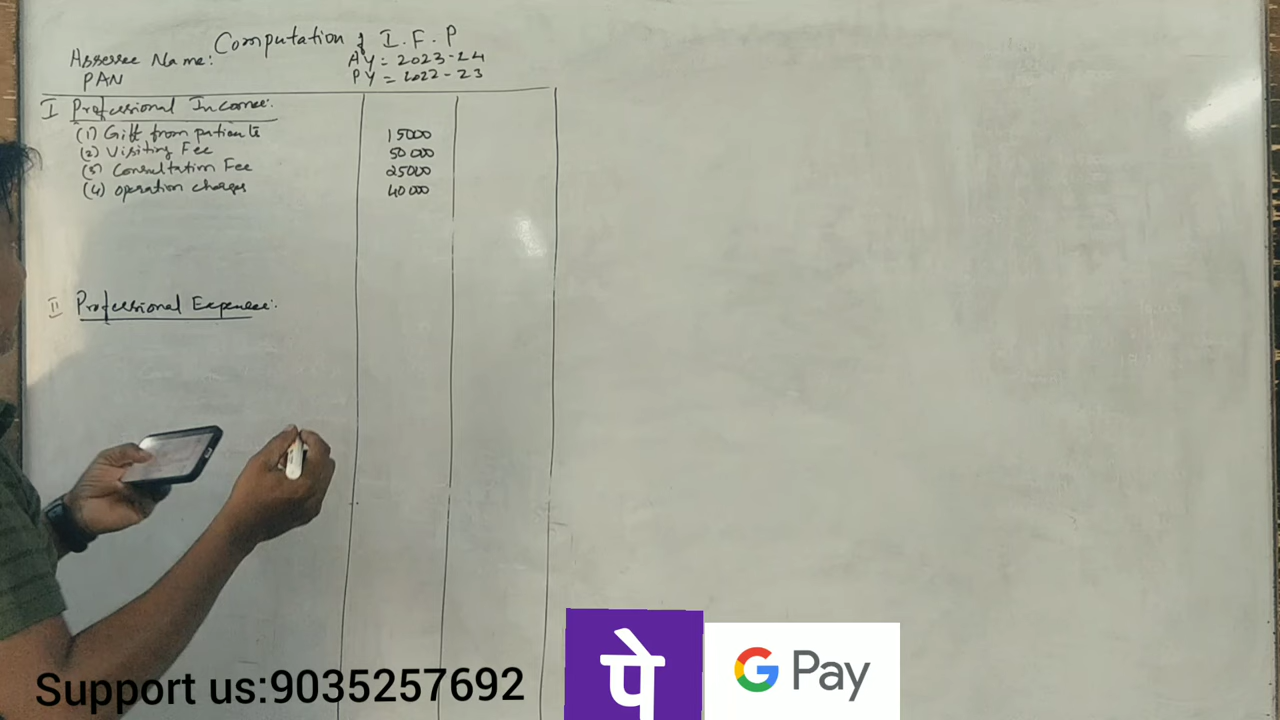 Computation of I.F.P
Assessee Name:
AY = 2023-24
PAN
PY = 2022-23
I Professional Income:
(1) Gift from patients 15000
(2) Visiting Fee 50000
(3) Consultation Fee 25000
(4) operation charges 40000
II Professional Expenses:
Support us:9035257692
पे
G Pay